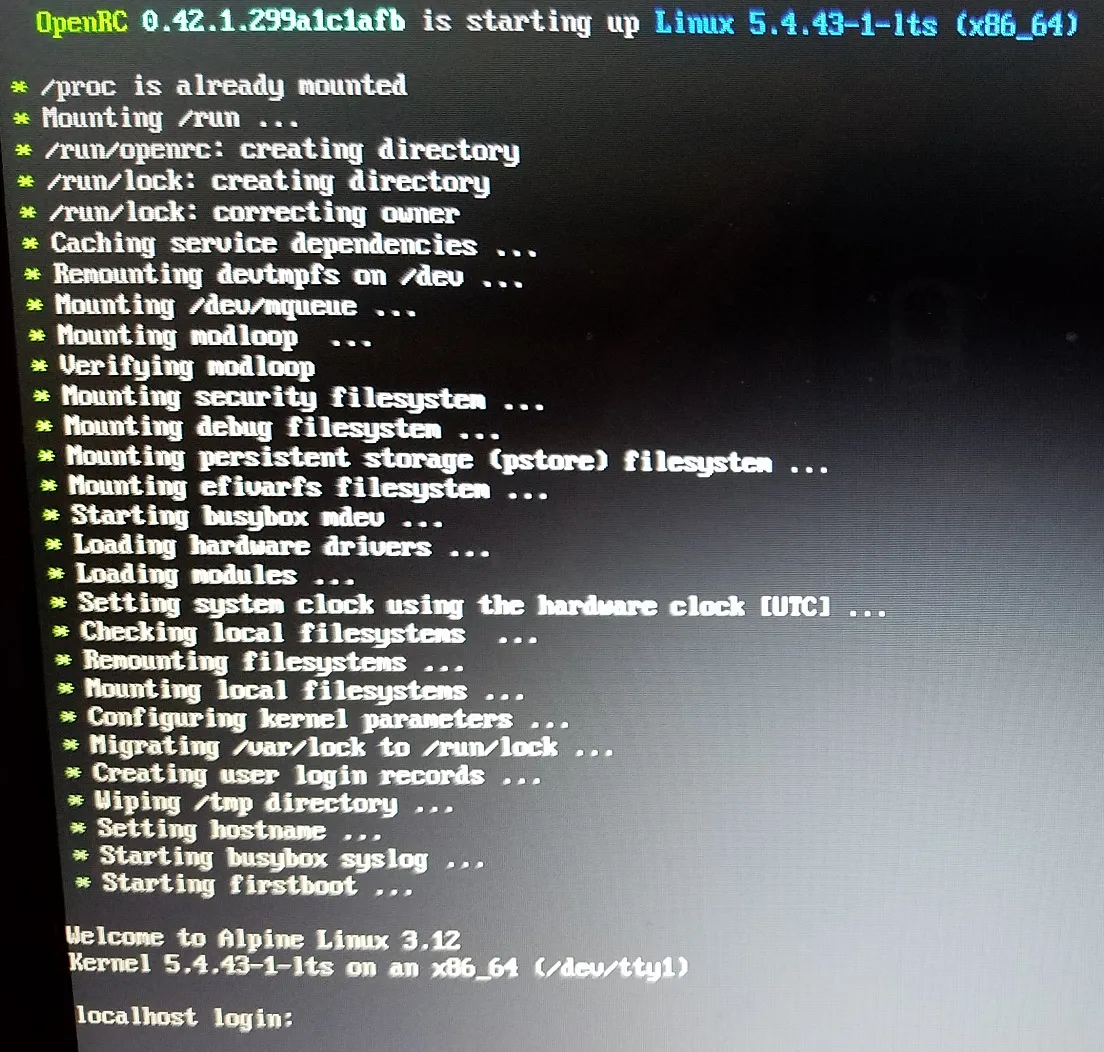 OpenRC 0.42.1.299a1c1afb is starting up Linux 5.4.43-1-lts (x86_64)
* /proc is already mounted
* Mounting /run ...
* /run/openrc: creating directory
* /run/lock: creating directory
* /run/lock: correcting owner
* Caching service dependencies ...
* Remounting devtmpfs on /dev ...
* Mounting /dev/mqueue ...
* Mounting modloop  ...
* Verifying modloop
* Mounting security filesystem ...
* Mounting debug filesystem ...
* Mounting persistent storage (pstore) filesystem ...
* Mounting efivarfs filesystem ...
* Starting busybox mdev ...
* Loading hardware drivers ...
* Loading modules ...
* Setting system clock using the hardware clock [UTC] ...
* Checking local filesystems  ...
* Remounting filesystems ...
* Mounting local filesystems ...
* Configuring kernel parameters ...
* Migrating /var/lock to /run/lock ...
* Creating user login records ...
* Wiping /tmp directory ...
* Setting hostname ...
* Starting busybox syslog ...
* Starting firstboot ...
Welcome to Alpine Linux 3.12
Kernel 5.4.43-1-lts on an x86_64 (/dev/tty1)
localhost login: